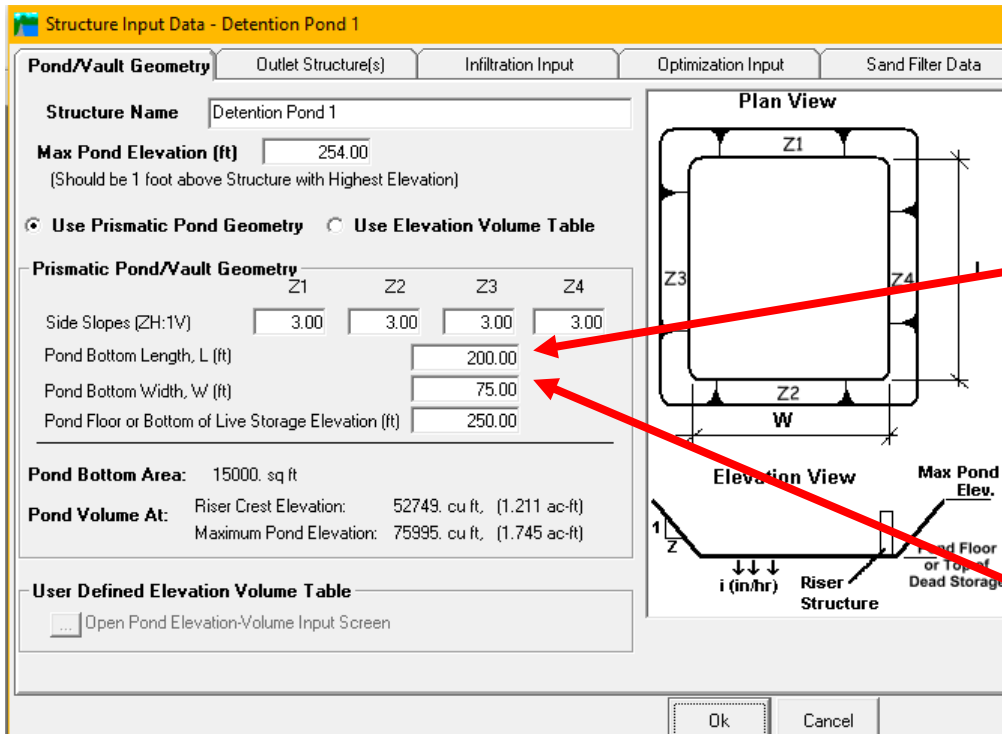 Structure Input Data - Detention Pond 1
Pond/Vault Geometry Outlet Structure(s) Infiltration Input Optimization Input Sand Filter Data
Structure Name Detention Pond 1
Max Pond Elevation (ft) 254.00
(Should be 1 foot above Structure with Highest Elevation)
Use Prismatic Pond Geometry Use Elevation Volume Table
Prismatic Pond/Vault Geometry
Z1 Z2 Z3 Z4
Side Slopes (ZH:1V) 3.00 3.00 3.00 3.00
Pond Bottom Length, L (ft) 200.00
Pond Bottom Width, W (ft) 75.00
Pond Floor or Bottom of Live Storage Elevation (ft) 250.00
Pond Bottom Area: 15000. sq ft
Pond Volume At: Riser Crest Elevation: 52749. cu ft, (1.211 ac-ft)
Maximum Pond Elevation: 75995. cu ft, (1.745 ac-ft)
User Defined Elevation Volume Table
... Open Pond Elevation-Volume Input Screen
Plan View
Z1
Z3 Z4
Z2
W
Elevation View
Max Pond
Elev.
1
Z
i (in/hr)
Riser
Structure
Floor
or Top of
Dead Storage
Ok Cancel